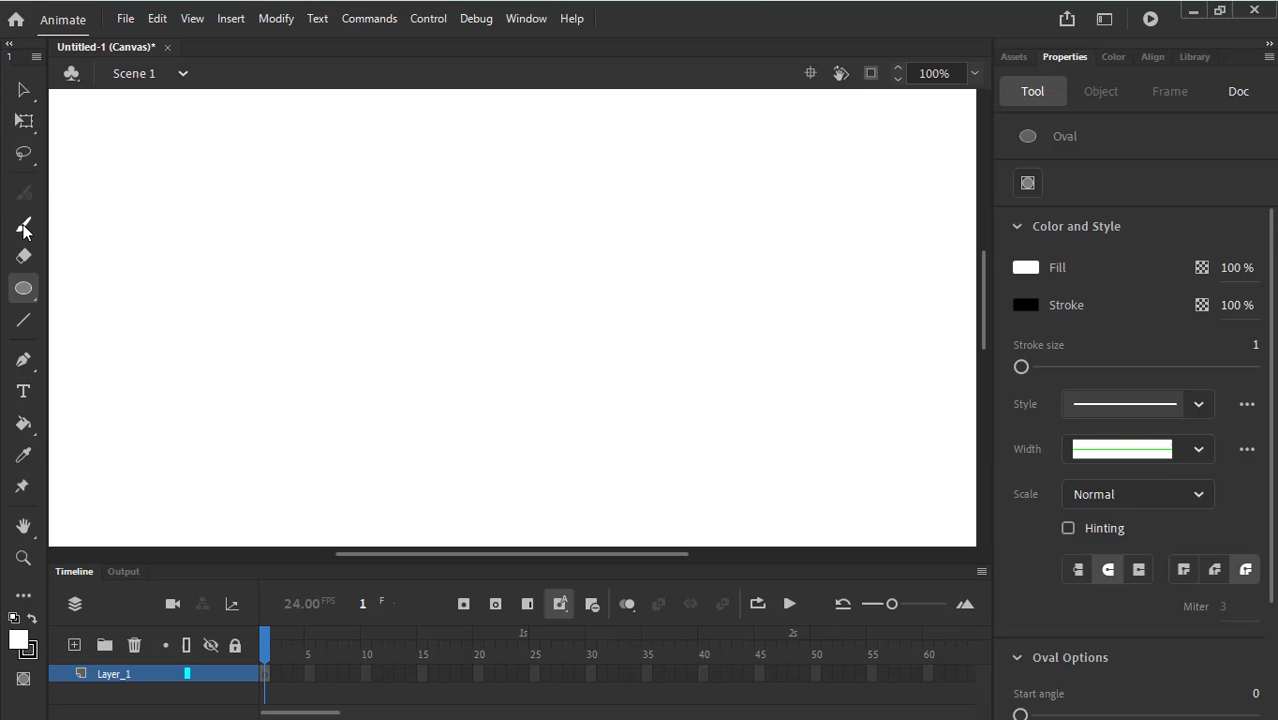 Animate File Edit View Insert Modify Text Commands Control Debug Window Help
Untitled-1 (Canvas)*
1
Assets Properties Color Align Library
Scene 1 100%
Tool Object Frame Doc
Oval
Color and Style
Fill 100 %
Stroke 100 %
Stroke size 1
Style
Width
Scale Normal
Hinting
T
Timeline Output
24.00 FPS 1 F
Miter 3
1s 2s
5 10 15 20 25 30 35 40 45 50 55 60
Layer_1
Oval Options
Start angle 0